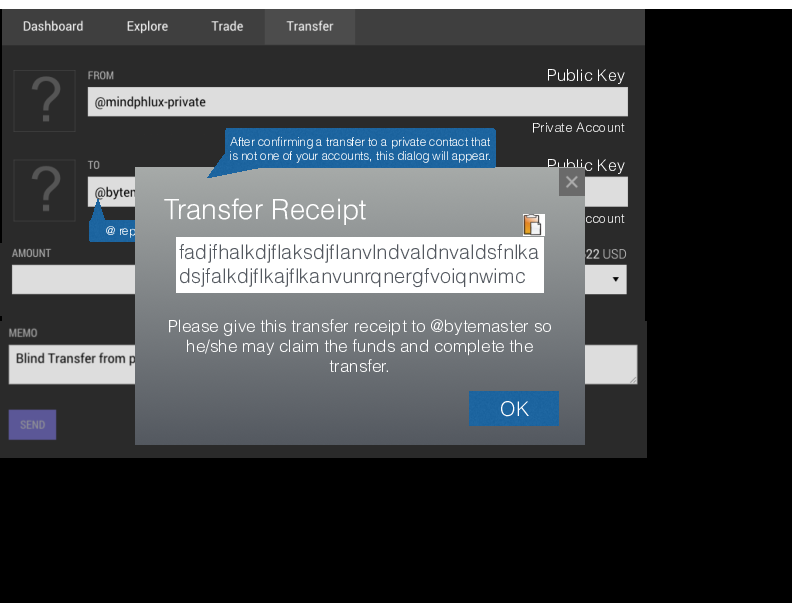 Dashboard Explore Trade Transfer
FROM Public Key
@mindphlux-private
Private Account
After confirming a transfer to a private contact that
is not one of your accounts, this dialog will appear.
TO Public Key
@bytem
@ rep
ccount
Transfer Receipt
fadjfhalkdjflaksdjflanvlndvaldnvaldsfnlka
dsjfalkdjflkajflkanvunrqnergfvoiqnwimc
AMOUNT 22 USD
Please give this transfer receipt to @bytemaster so
he/she may claim the funds and complete the
transfer.
MEMO
Blind Transfer from p
OK
SEND